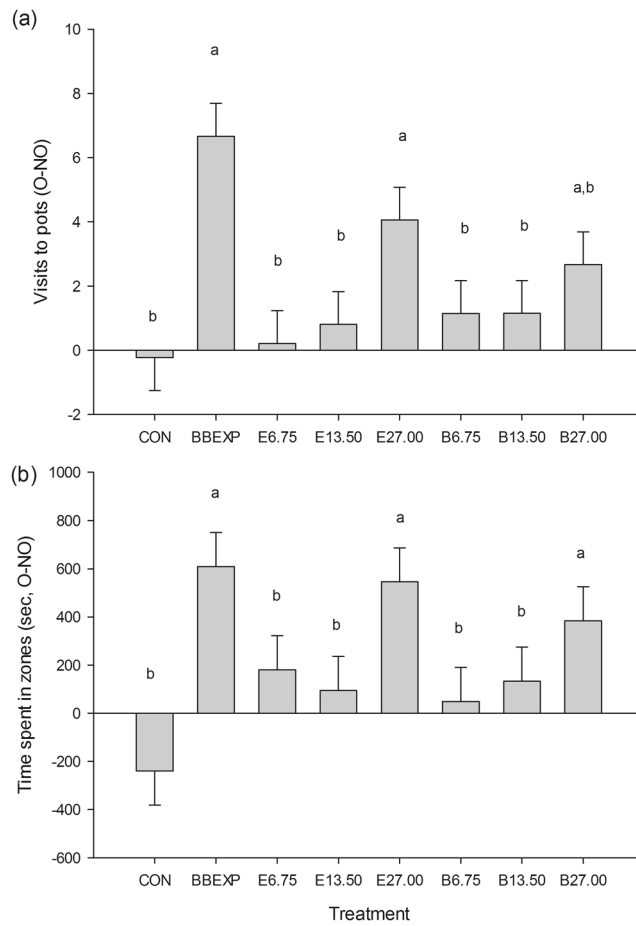 (a)
Visits to pots (O-NO)
10
8
6
4
2
0
-2
b
a
b
b
a
b
b
a,b
CON BBEXP E6.75 E13.50 E27.00 B6.75 B13.50 B27.00
(b)
Time spent in zones (sec, O-NO)
1000
800
600
400
200
0
-200
-400
-600
b
a
b
b
a
b
b
a
CON BBEXP E6.75 E13.50 E27.00 B6.75 B13.50 B27.00
Treatment